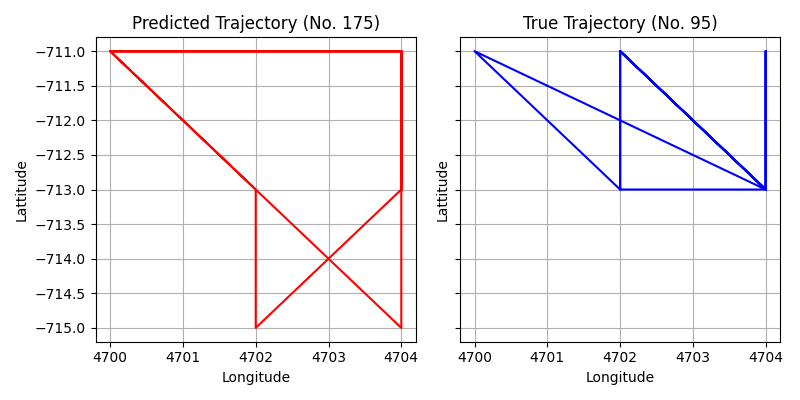 Predicted Trajectory (No. 175)
True Trajectory (No. 95)
−711.0
−711.5
−712.0
−712.5
−713.0
−713.5
−714.0
−714.5
−715.0
Lattitude
Lattitude
4700 4701 4702 4703 4704
4700 4701 4702 4703 4704
Longitude
Longitude